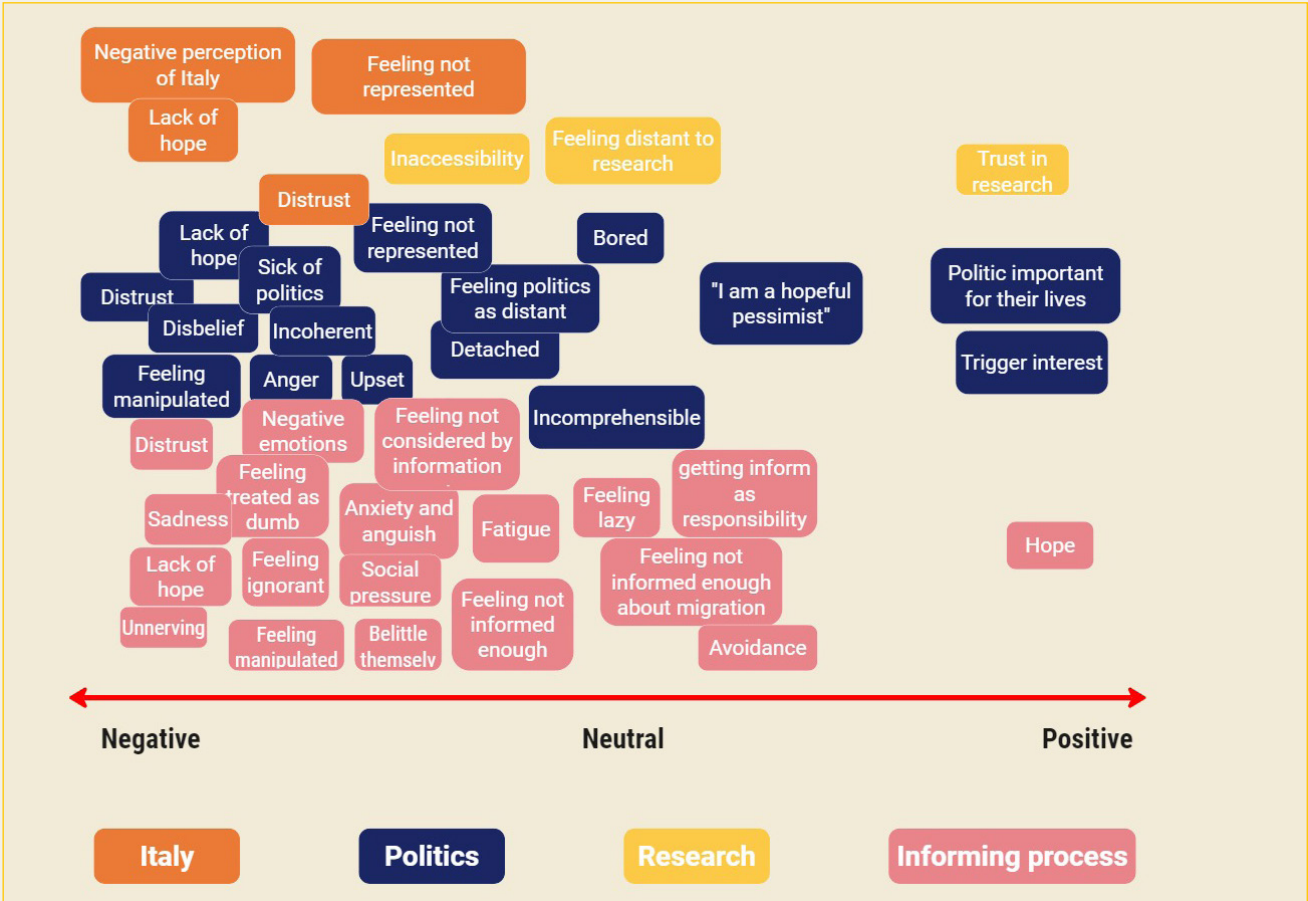 Negative perception
of Italy
Feeling not
represented
Lack of
hope
Inaccessibility
Feeling distant to
research
Trust in
research
Distrust
Lack of
hope
Feeling not
represented
Bored
Sick of
politics
Distrust
Feeling politics
as distant
"I am a hopeful
pessimist"
Politic important
for their lives
Disbelief
Incoherent
Detached
Trigger interest
Feeling
manipulated
Anger
Upset
Incomprehensible
Distrust
Negative
emotions
Feeling not
considered by
information
Feeling
treated as
dumb
getting inform
as
responsibility
Sadness
Anxiety and
anguish
Fatigue
Feeling
lazy
Hope
Lack of
hope
Feeling
ignorant
Social
pressure
Feeling not
informed enough
about migration
Unnerving
Feeling
manipulated
Belittle
themselv
Feeling not
informed
enough
Avoidance
Negative
Neutral
Positive
Italy
Politics
Research
Informing process